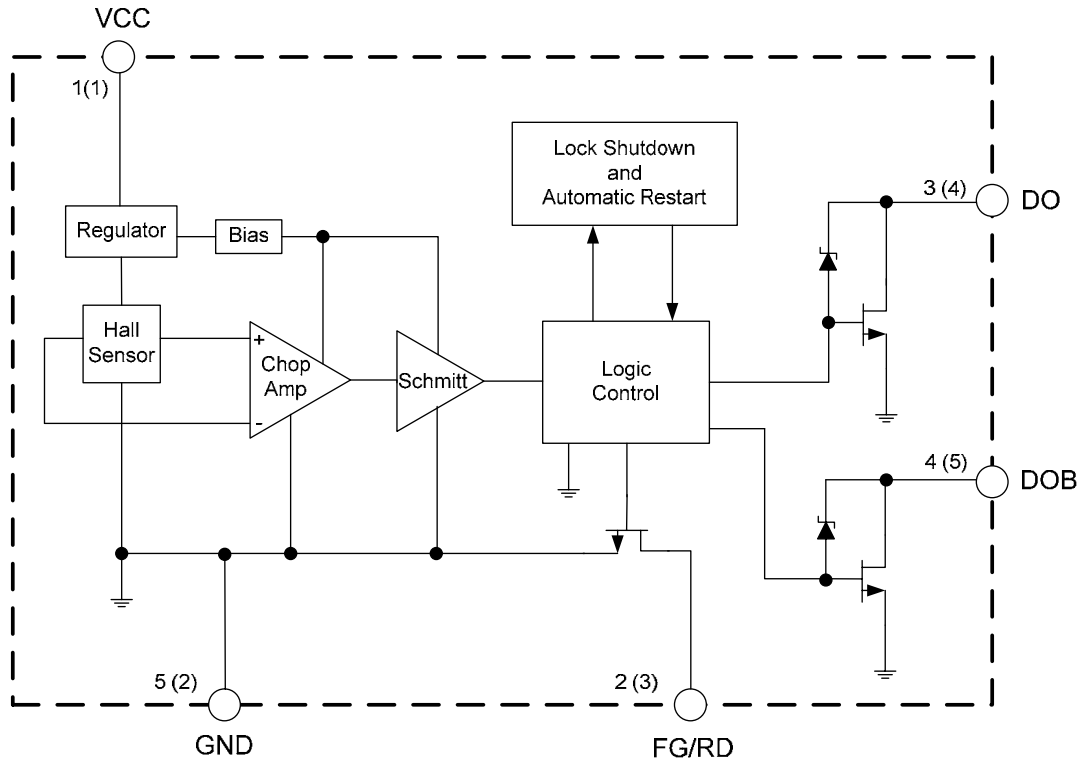 VCC
1(1)
Lock Shutdown
and
Automatic Restart
3 (4)
DO
Regulator
Bias
Hall
Sensor
+
Chop
Amp
-
Schmitt
Logic
Control
4 (5)
DOB
5 (2)
GND
2 (3)
FG/RD